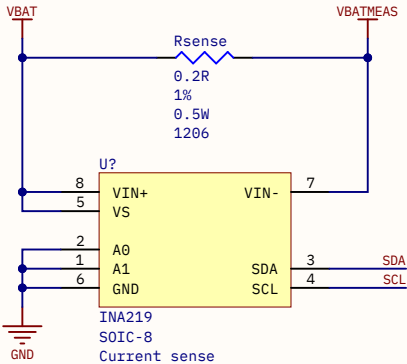 VBAT
VBATMEAS
Rsense
0.2R
1%
0.5W
1206
U?
8
VIN+
VIN-
7
5
VS
2
A0
1
A1
SDA
3
SDA
6
GND
SCL
4
SCL
GND
INA219
SOIC-8
Current sense